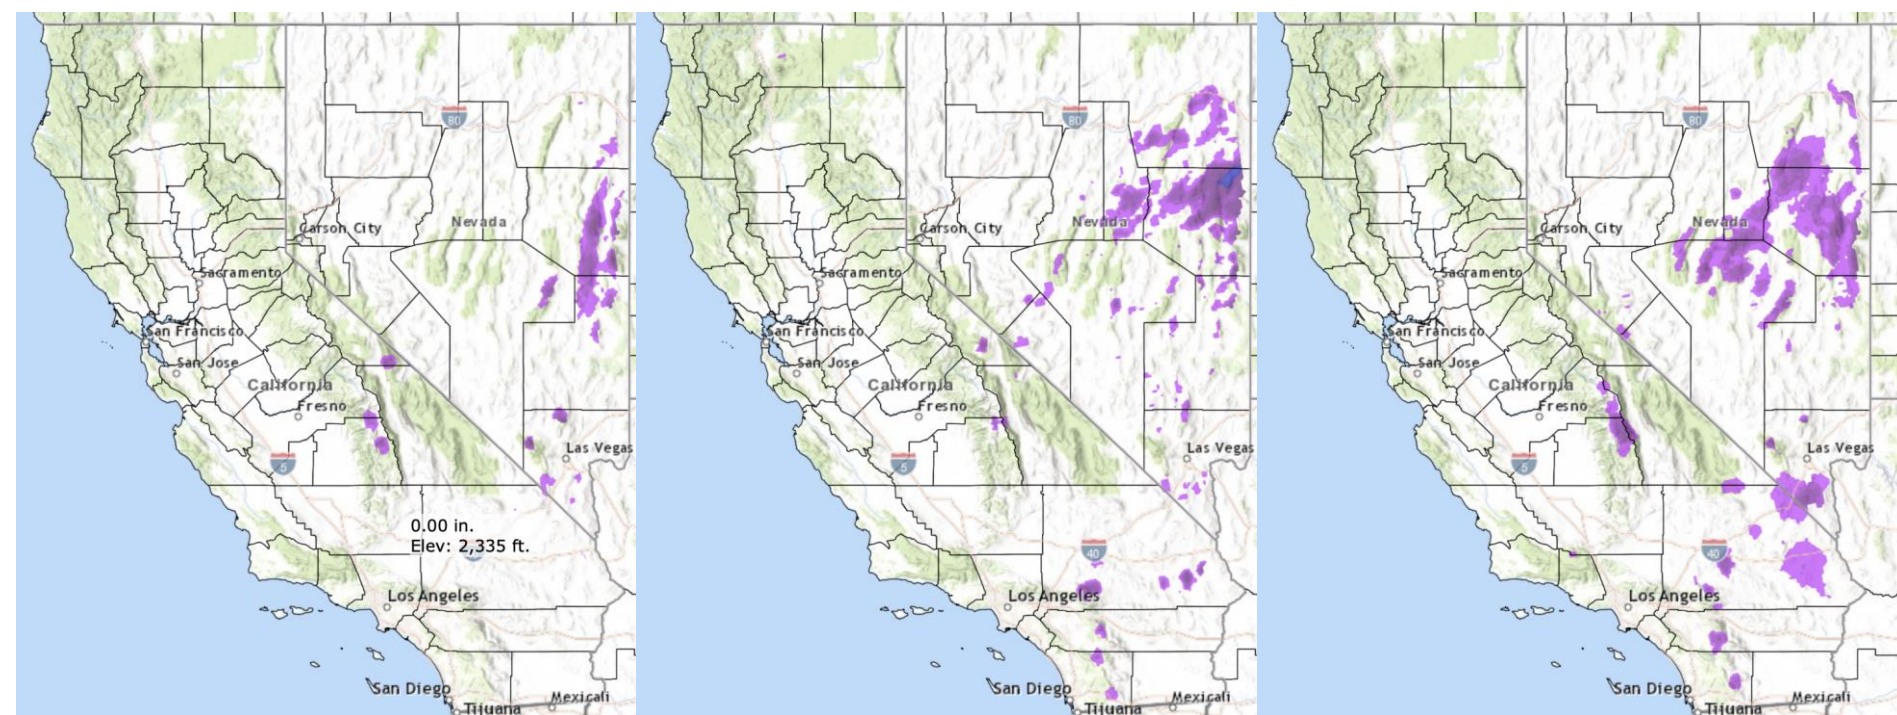 80
Nevada
Carson City
Sacramento
San Francisco
San Jose
California
Fresno
5
Las Vegas
0.00 in.
Elev: 2,335 ft.
Los Angeles
San Diego
Mexicali
Tijuana
80
Nevada
Carson City
Sacramento
San Francisco
San Jose
California
Fresno
5
Las Vegas
40
Los Angeles
San Diego
Mexicali
Tijuana
80
Nevada
Carson City
Sacramento
San Francisco
San Jose
California
Fresno
5
Las Vegas
40
Los Angeles
San Diego
Mexicali
Tijuana